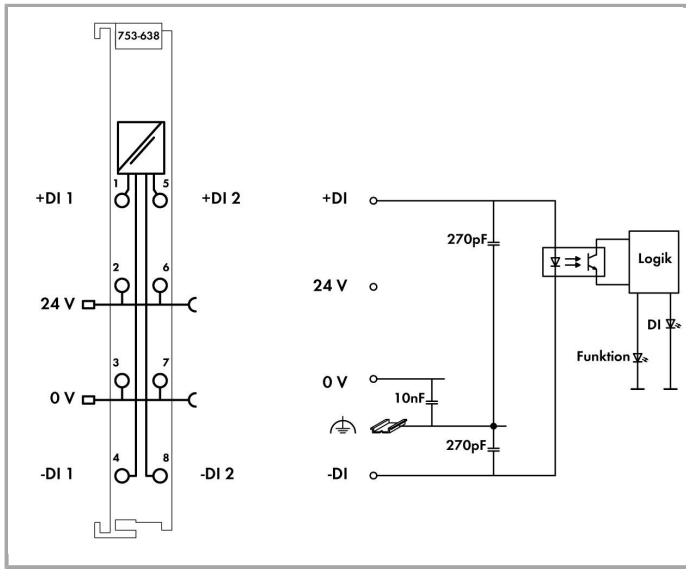 753-638
1 5
+DI 1 +DI 2
2 6
24 V
3 7
0 V
4 8
-DI 1 -DI 2
+DI
270pF
Logik
24 V
DI
Funktion
0 V
10nF
270pF
-DI